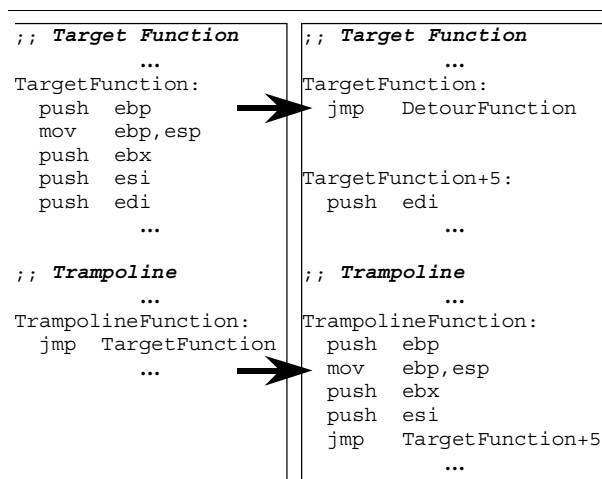 ;; Target Function
...
TargetFunction:
push ebp
mov ebp,esp
push ebx
push esi
push edi
...
;; Trampoline
...
TrampolineFunction:
jmp TargetFunction
...
;; Target Function
...
TargetFunction:
jmp DetourFunction
TargetFunction+5:
push edi
...
;; Trampoline
...
TrampolineFunction:
push ebp
mov ebp,esp
push ebx
push esi
jmp TargetFunction+5
...